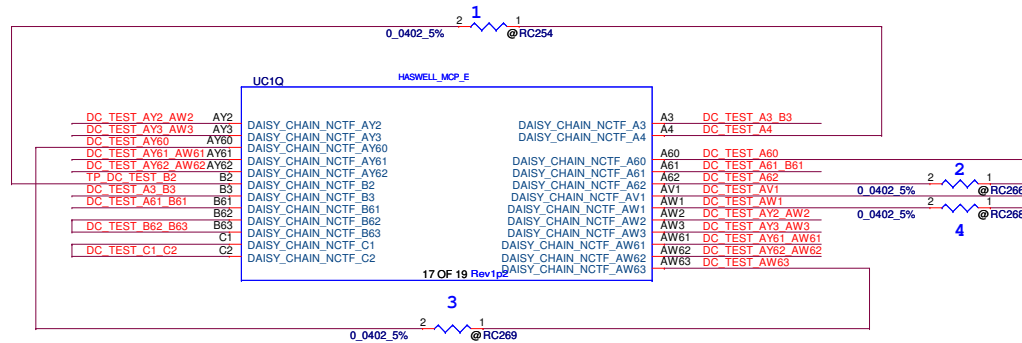 1
2 1
0_0402_5% @RC254
UC1Q HASWELL_MCP_E
DC_TEST_AY2_AW2 AY2 DAISY_CHAIN_NCTF_AY2
DC_TEST_AY3_AW3 AY3 DAISY_CHAIN_NCTF_AY3
DC_TEST_AY60 AY60 DAISY_CHAIN_NCTF_AY60
DC_TEST_AY61_AW61 AY61 DAISY_CHAIN_NCTF_AY61
DC_TEST_AY62_AW62 AY62 DAISY_CHAIN_NCTF_AY62
TP_DC_TEST_B2 B2 DAISY_CHAIN_NCTF_B2
DC_TEST_A3_B3 B3 DAISY_CHAIN_NCTF_B3
DC_TEST_A61_B61 B61 DAISY_CHAIN_NCTF_B61
B62 DAISY_CHAIN_NCTF_B62
DC_TEST_B62_B63 B63 DAISY_CHAIN_NCTF_B63
C1 DAISY_CHAIN_NCTF_C1
DC_TEST_C1_C2 C2 DAISY_CHAIN_NCTF_C2
DAISY_CHAIN_NCTF_A3 A3 DC_TEST_A3_B3
DAISY_CHAIN_NCTF_A4 A4 DC_TEST_A4
DAISY_CHAIN_NCTF_A60 A60 DC_TEST_A60
DAISY_CHAIN_NCTF_A61 A61 DC_TEST_A61_B61
DAISY_CHAIN_NCTF_A62 A62 DC_TEST_A62
DAISY_CHAIN_NCTF_AV1 AV1 DC_TEST_AV1
DAISY_CHAIN_NCTF_AW1 AW1 DC_TEST_AW1
DAISY_CHAIN_NCTF_AW2 AW2 DC_TEST_AY2_AW2
DAISY_CHAIN_NCTF_AW3 AW3 DC_TEST_AY3_AW3
DAISY_CHAIN_NCTF_AW61 AW61 DC_TEST_AY61_AW61
DAISY_CHAIN_NCTF_AW62 AW62 DC_TEST_AY62_AW62
DAISY_CHAIN_NCTF_AW63 AW63 DC_TEST_AW63
17 OF 19 Rev1p2
2
2 1
0_0402_5% @RC266
2 1
0_0402_5% @RC268
4
3
2 1
0_0402_5% @RC269